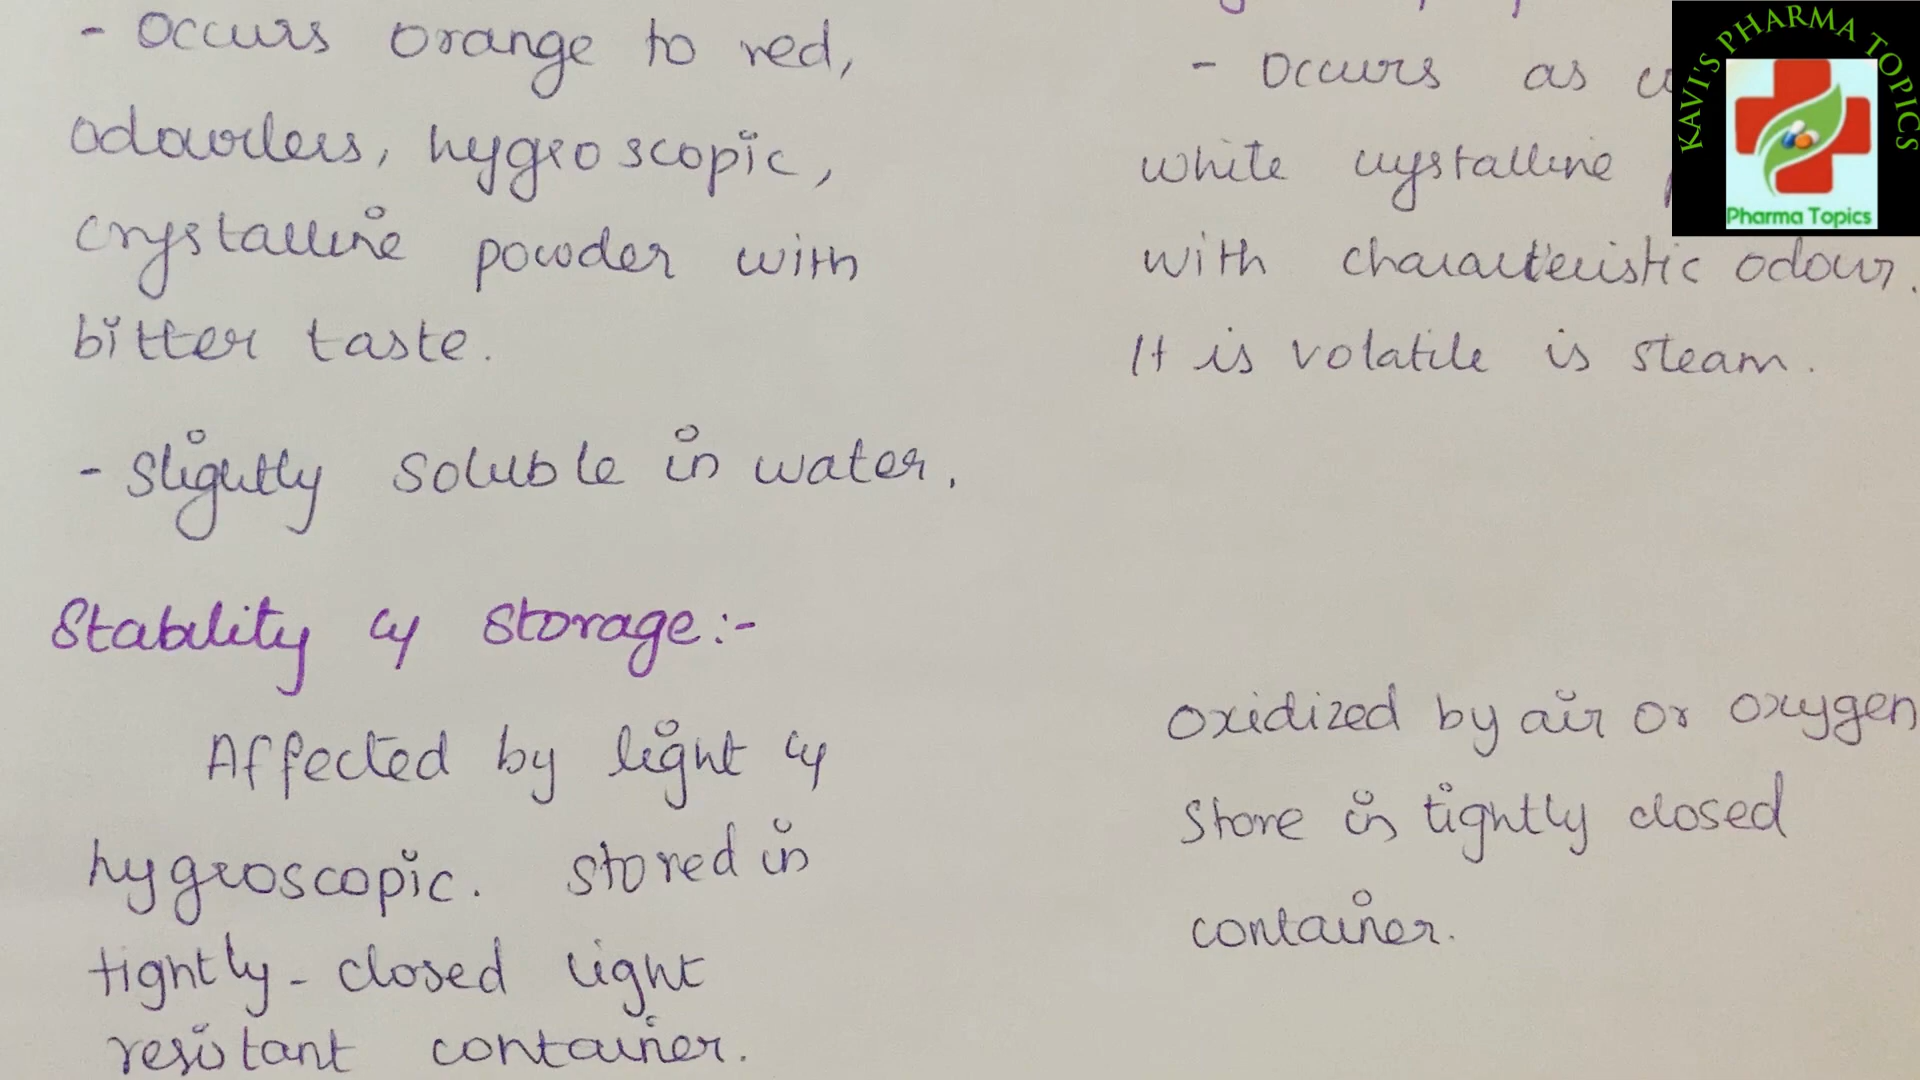 - Occurs orange to red,
odourless, hygroscopic,
crystalline powder with
bitter taste.
- Slightly soluble in water.
Stability & Storage:-
Affected by light &
hygroscopic. stored in
tightly-closed light
resistant container.
- Occurs as
white crystalline
with characteristic odour.
It is volatile is steam.
Oxidized by air or oxygen
Store in tightly closed
container.
KAVI'S PHARMA TOPICS
Pharma Topics